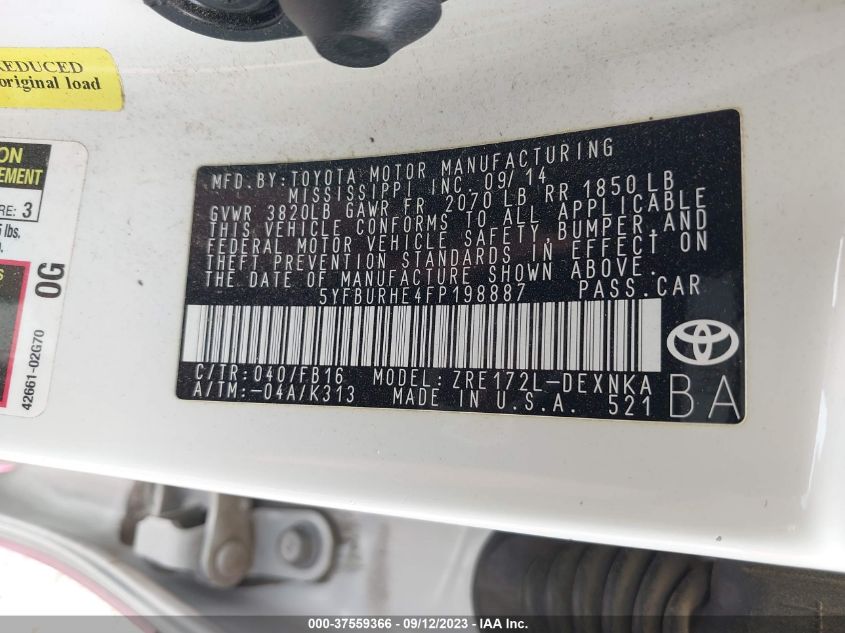 REDUCED
original load
ON
EMENT
RE: 3
lbs.
0G
42661-02G70
MFD.BY:TOYOTA MOTOR MANUFACTURING
MISSISSIPPI INC. 09/14
GVWR 3820LB GAWR FR 2070 LB RR 1850LB
THIS VEHICLE CONFORMS TO ALL APPLICABLE
FEDERAL MOTOR VEHICLE SAFETY,BUMPER,AND
THEFT PREVENTION STANDARDS IN EFFECT ON
THE DATE OF MANUFACTURE SHOWN ABOVE.
5YFBURHE4FP198887 PASS.CAR
C/TR:040/FB16 MODEL:ZRE172L-DEXNKA
A/TM:-04A/K313 MADE IN U.S.A. 521
BA
000-37559366 - 09/12/2023 - IAA Inc.